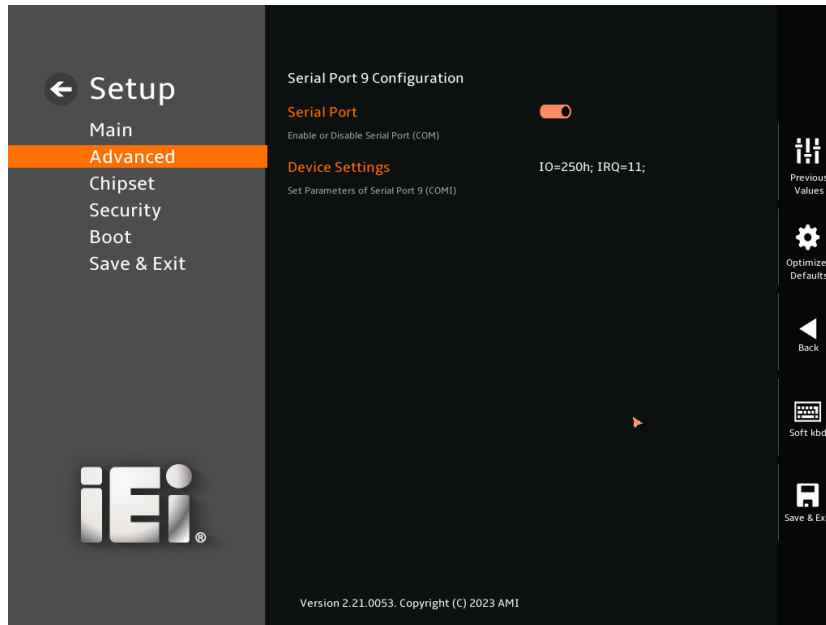 Setup
Main
Advanced
Chipset
Security
Boot
Save & Exit
iEi®
Serial Port 9 Configuration
Serial Port
Enable or Disable Serial Port (COM)
Device Settings IO=250h; IRQ=11;
Set Parameters of Serial Port 9 (COMI)
Previous
Values
Optimize
Defaults
Back
Soft kbd
Save & Ex
Version 2.21.0053. Copyright (C) 2023 AMI